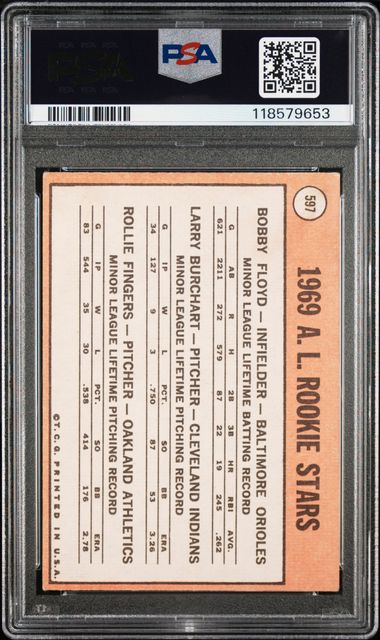 PSA
118579653
597
1969 A. L. ROOKIE STARS
BOBBY FLOYD — INFIELDER — BALTIMORE ORIOLES
MINOR LEAGUE LIFETIME BATTING RECORD
G AB R H 2B 3B HR RBI AVG.
621 2211 272 579 87 22 19 245 .262
LARRY BURCHART — PITCHER — CLEVELAND INDIANS
MINOR LEAGUE LIFETIME PITCHING RECORD
G IP W L PCT. SO BB ERA
34 127 9 3 .750 87 53 3.26
ROLLIE FINGERS — PITCHER — OAKLAND ATHLETICS
MINOR LEAGUE LIFETIME PITCHING RECORD
G IP W L PCT. SO BB ERA
83 544 35 30 .538 414 176 2.78
©T.C.G. PRINTED IN U.S.A.